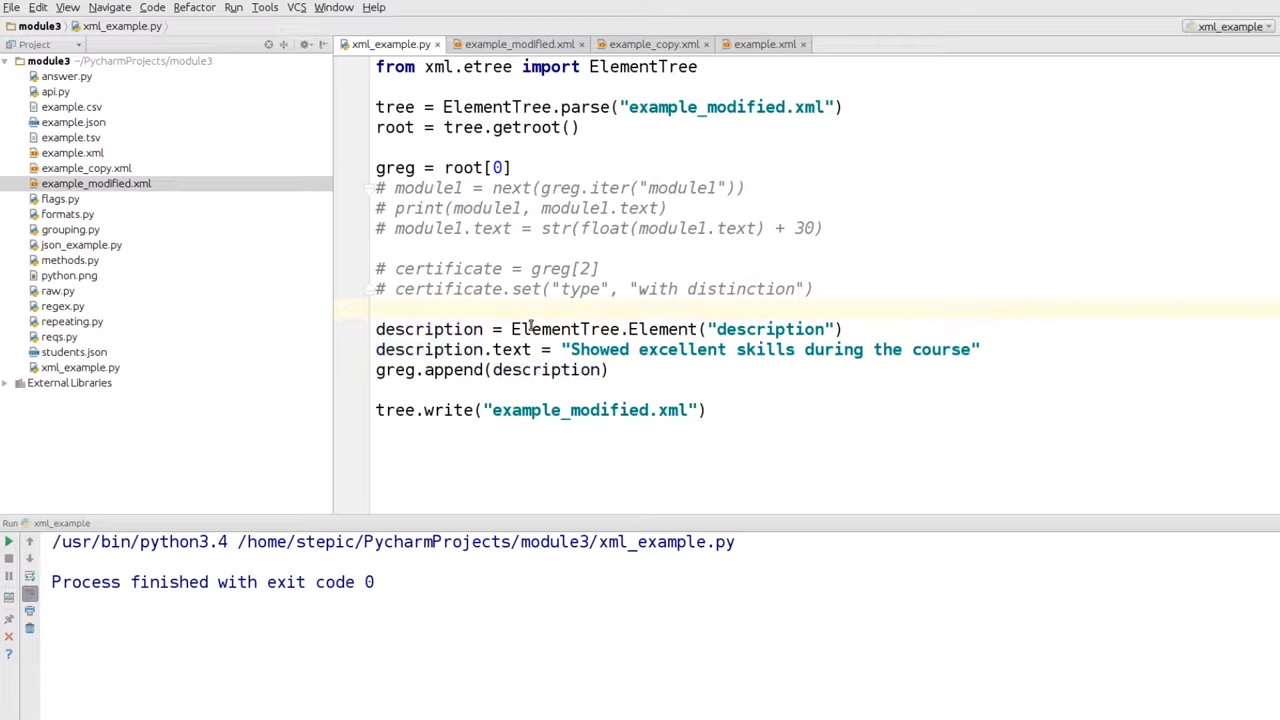 File Edit View Navigate Code Refactor Run Tools VCS Window Help
module3 xml_example.py xml_example
Project xml_example.py example_modified.xml example_copy.xml example.xml
module3 ~/PycharmProjects/module3
answer.py
api.py
example.csv
example.json
example.tsv
example.xml
example_copy.xml
example_modified.xml
flags.py
formats.py
grouping.py
json_example.py
methods.py
python.png
raw.py
regex.py
repeating.py
reqs.py
students.json
xml_example.py
External Libraries
from xml.etree import ElementTree
tree = ElementTree.parse("example_modified.xml")
root = tree.getroot()
greg = root[0]
# module1 = next(greg.iter("module1"))
# print(module1, module1.text)
# module1.text = str(float(module1.text) + 30)
# certificate = greg[2]
# certificate.set("type", "with distinction")
description = ElementTree.Element("description")
description.text = "Showed excellent skills during the course"
greg.append(description)
tree.write("example_modified.xml")
Run xml_example
/usr/bin/python3.4 /home/stepic/PycharmProjects/module3/xml_example.py
Process finished with exit code 0